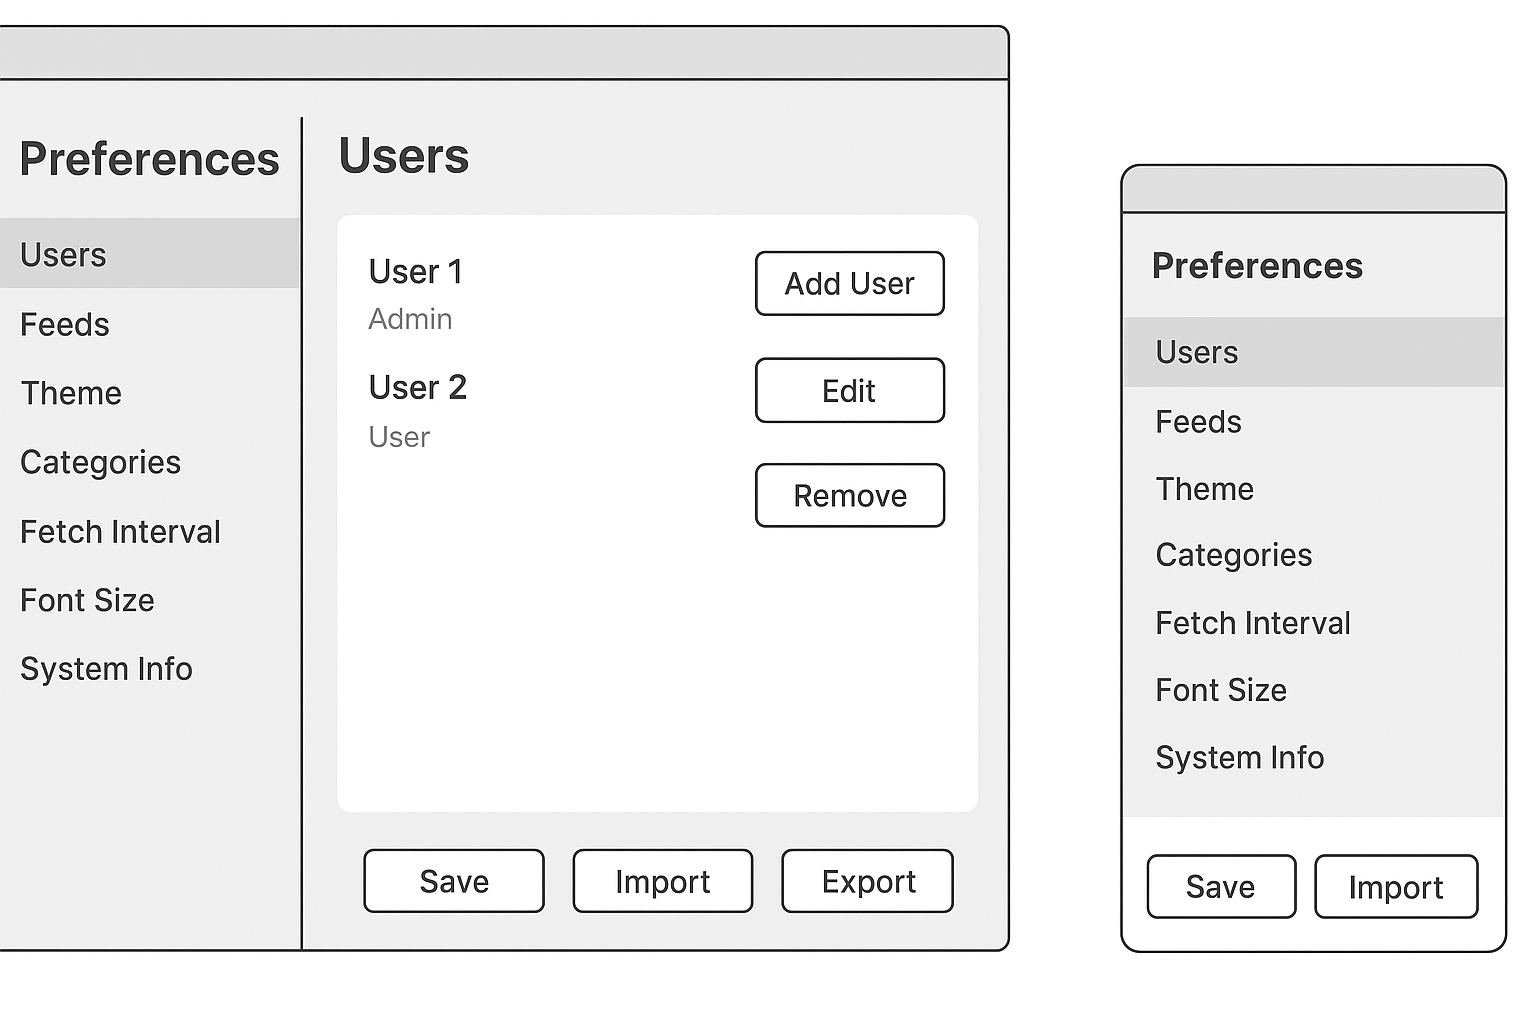 Preferences
Users
Feeds
Theme
Categories
Fetch Interval
Font Size
System Info
Users
User 1
Admin
User 2
User
Add User
Edit
Remove
Save
Import
Export
Preferences
Users
Feeds
Theme
Categories
Fetch Interval
Font Size
System Info
Save
Import